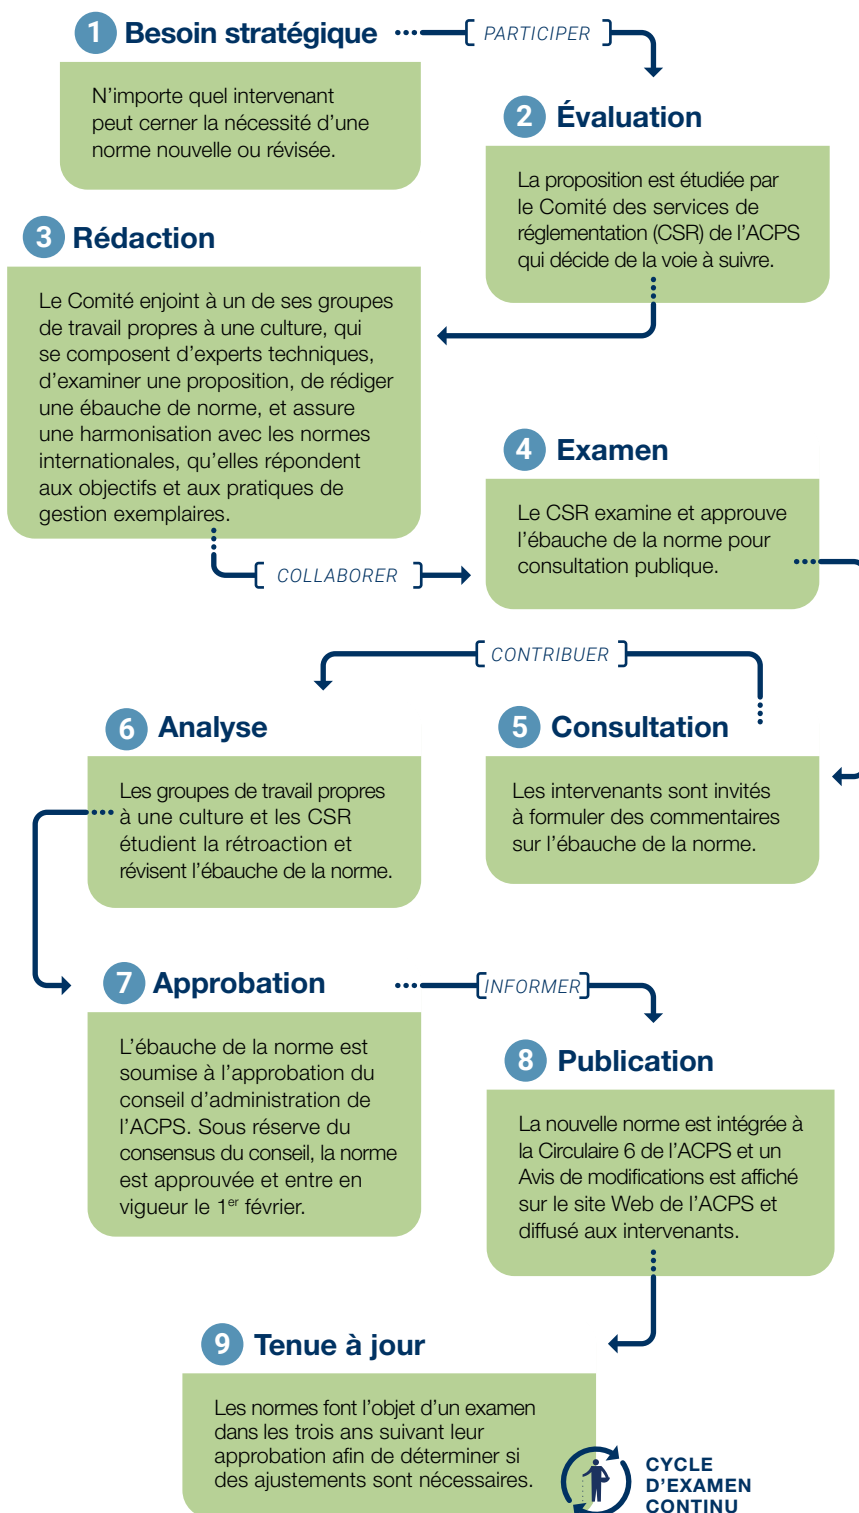 1 Besoin stratégique
PARTICIPER
N’importe quel intervenant
peut cerner la nécessité d’une
norme nouvelle ou révisée.
2 Évaluation
La proposition est étudiée par
le Comité des services de
réglementation (CSR) de l’ACPS
qui décide de la voie à suivre.
3 Rédaction
Le Comité enjoint à un de ses groupes
de travail propres à une culture, qui
se composent d’experts techniques,
d’examiner une proposition, de rédiger
une ébauche de norme, et assure
une harmonisation avec les normes
internationales, qu’elles répondent
aux objectifs et aux pratiques de
gestion exemplaires.
COLLABORER
4 Examen
Le CSR examine et approuve
l’ébauche de la norme pour
consultation publique.
CONTRIBUER
5 Consultation
Les intervenants sont invités
à formuler des commentaires
sur l’ébauche de la norme.
6 Analyse
Les groupes de travail propres
à une culture et les CSR
étudient la rétroaction et
révisent l’ébauche de la norme.
7 Approbation
INFORMER
L’ébauche de la norme est
soumise à l’approbation du
conseil d’administration de
l’ACPS. Sous réserve du
consensus du conseil, la norme
est approuvée et entre en
vigueur le 1er février.
8 Publication
La nouvelle norme est intégrée à
la Circulaire 6 de l’ACPS et un
Avis de modifications est affiché
sur le site Web de l’ACPS et
diffusé aux intervenants.
9 Tenue à jour
Les normes font l’objet d’un examen
dans les trois ans suivant leur
approbation afin de déterminer si
des ajustements sont nécessaires.
CYCLE
D’EXAMEN
CONTINU